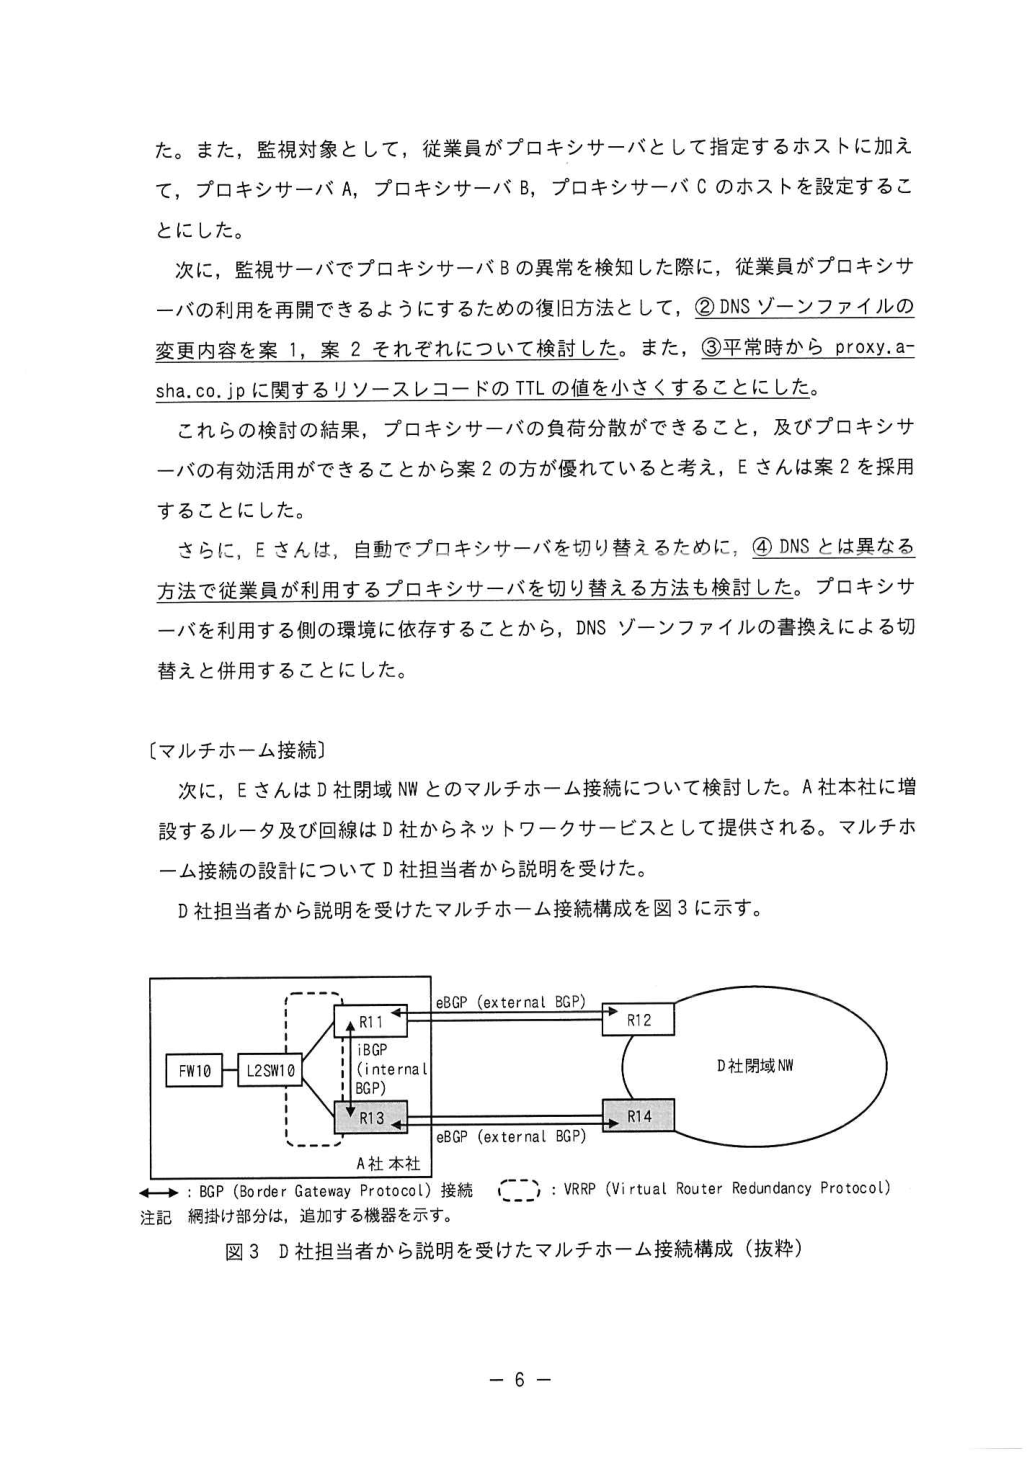 た。また，監視対象として，従業員がプロキシサーバとして指定するホストに加え
て，プロキシサーバ A，プロキシサーバ B，プロキシサーバ C のホストを設定するこ
とにした。
次に，監視サーバでプロキシサーバ B の異常を検知した際に，従業員がプロキシサ
ーバの利用を再開できるようにするための復旧方法として，② DNS ゾーンファイルの
変更内容を案 1，案 2 それぞれについて検討した。また，③平常時から proxy.a-
sha.co.jp に関するリソースレコードの TTL の値を小さくすることにした。
これらの検討の結果，プロキシサーバの負荷分散ができること，及びプロキシサ
ーバの有効活用ができることから案 2 の方が優れていると考え，E さんは案 2 を採用
することにした。
さらに，E さんは，自動でプロキシサーバを切り替えるために，④ DNS とは異なる
方法で従業員が利用するプロキシサーバを切り替える方法も検討した。プロキシサ
ーバを利用する側の環境に依存することから，DNS ゾーンファイルの書換えによる切
替えと併用することにした。
〔マルチホーム接続〕
次に，E さんは D 社閉域 NW とのマルチホーム接続について検討した。A 社本社に増
設するルータ及び回線は D 社からネットワークサービスとして提供される。マルチホ
ーム接続の設計について D 社担当者から説明を受けた。
D 社担当者から説明を受けたマルチホーム接続構成を図 3 に示す。
eBGP (external BGP)
R11
R12
iBGP
(internal
BGP)
FW10
L2SW10
D 社閉域 NW
R13
R14
eBGP (external BGP)
A 社 本社
：BGP (Border Gateway Protocol) 接続
：VRRP (Virtual Router Redundancy Protocol)
注記　網掛け部分は，追加する機器を示す。
図 3　D 社担当者から説明を受けたマルチホーム接続構成（抜粋）
－ 6 －